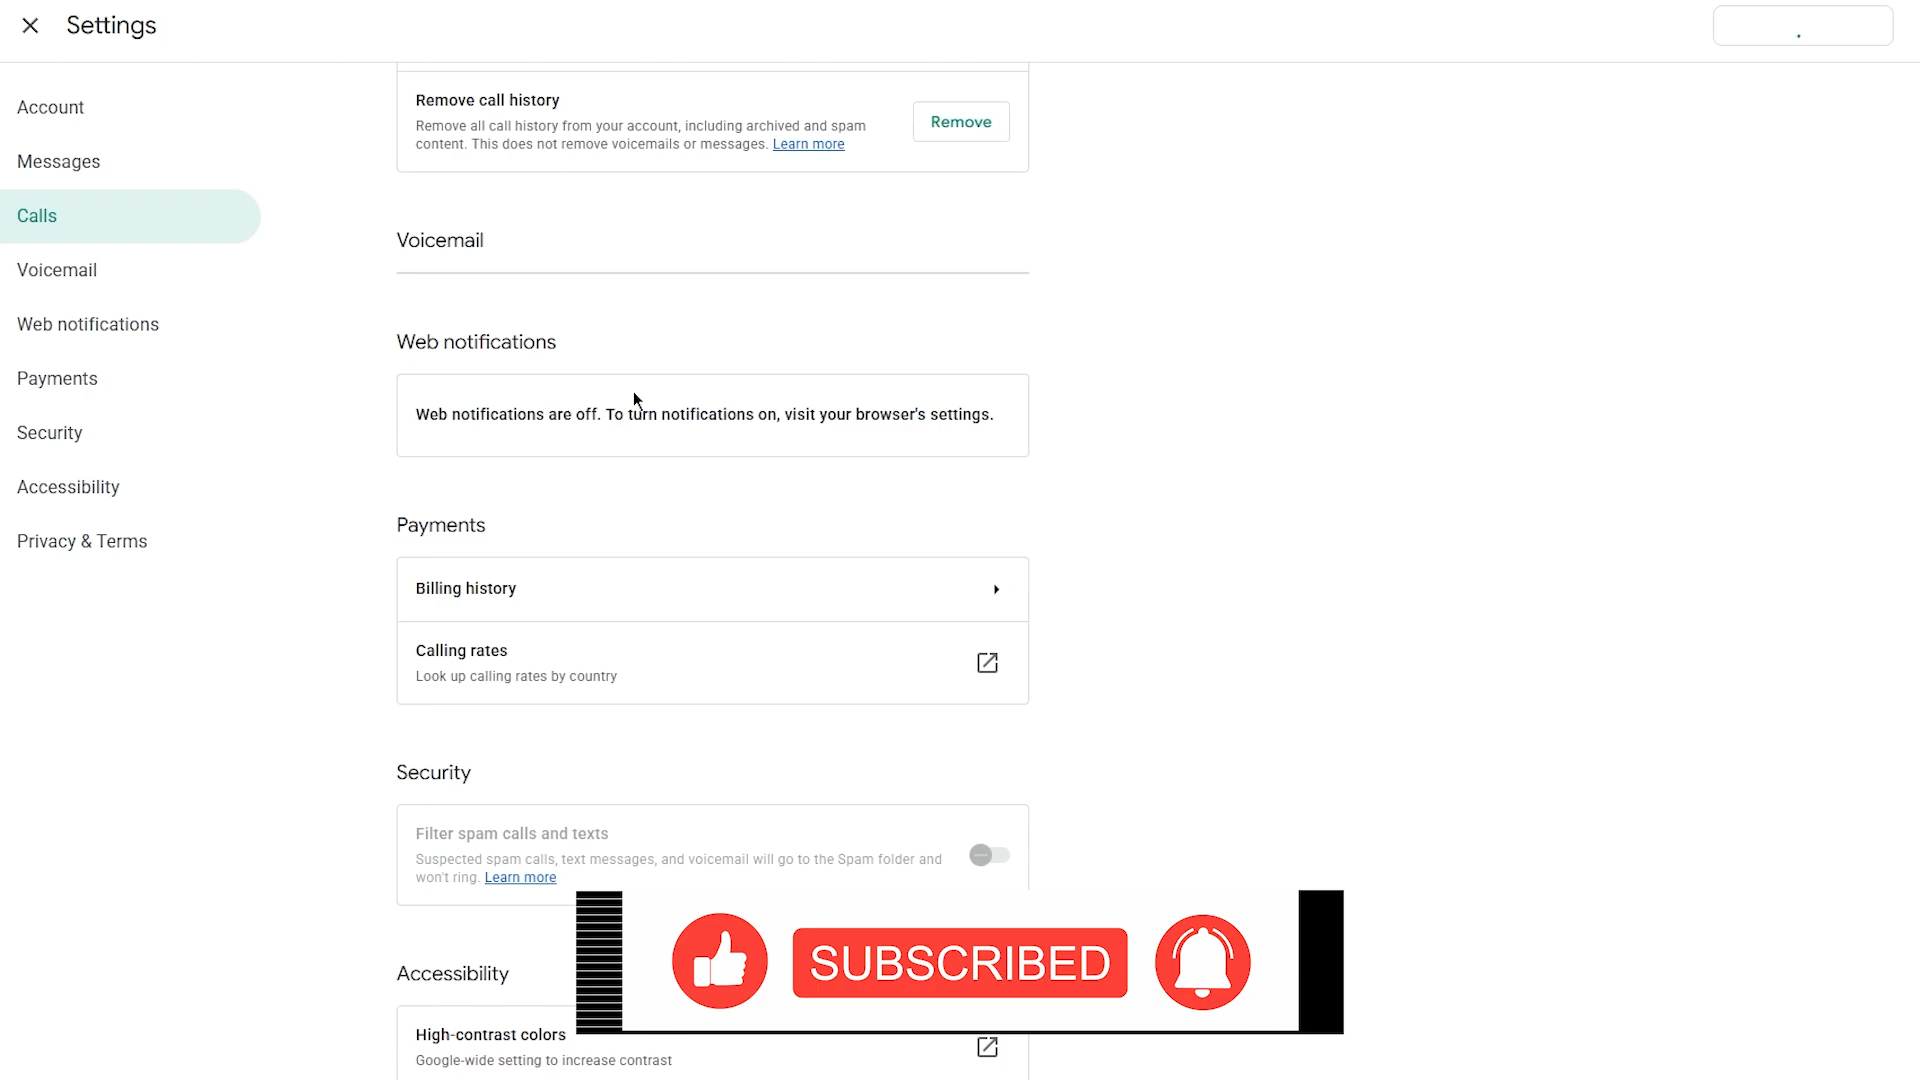 Settings
Account
Messages
Calls
Voicemail
Web notifications
Payments
Security
Accessibility
Privacy & Terms
Remove call history
Remove all call history from your account, including archived and spam
content. This does not remove voicemails or messages. Learn more
Remove
Voicemail
Web notifications
Web notifications are off. To turn notifications on, visit your browser's settings.
Payments
Billing history
Calling rates
Look up calling rates by country
Security
Filter spam calls and texts
Suspected spam calls, text messages, and voicemail will go to the Spam folder and
won't ring. Learn more
Accessibility
High-contrast colors
Google-wide setting to increase contrast
SUBSCRIBED